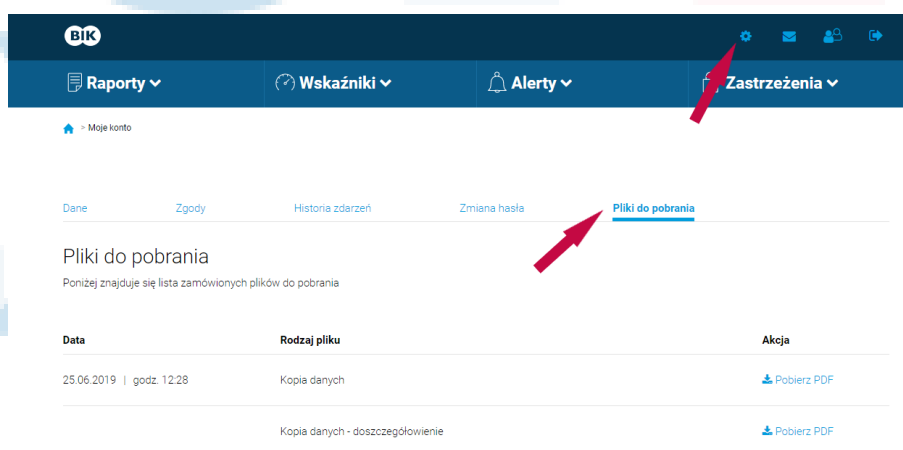 BIK
Raporty
Wskaźniki
Alerty
Zastrzeżenia
> Moje konto
Dane Zgody Historia zdarzeń Zmiana hasła Pliki do pobrania
Pliki do pobrania
Poniżej znajduje się lista zamówionych plików do pobrania
Data Rodzaj pliku Akcja
25.06.2019 | godz. 12:28 Kopia danych Pobierz PDF
Kopia danych - doszczegółowienie Pobierz PDF